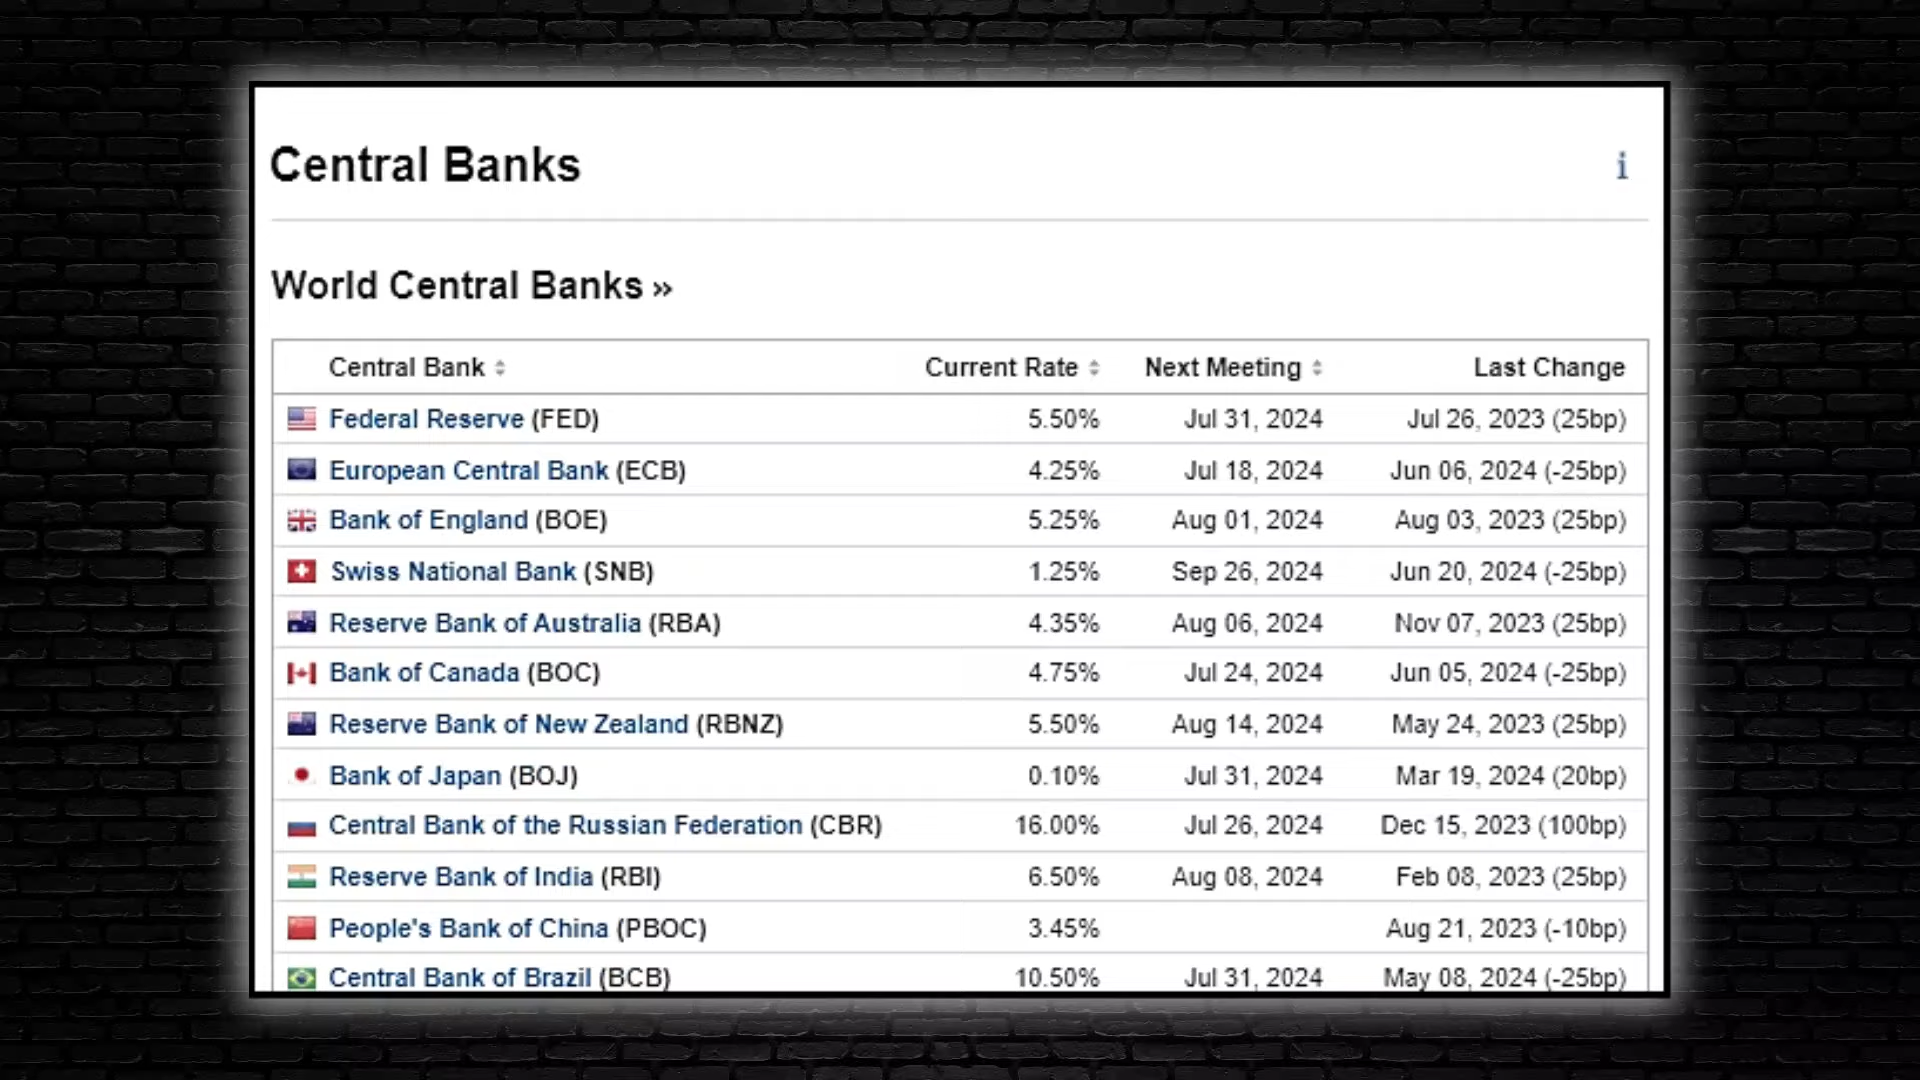 Central Banks
World Central Banks »
Central Bank Current Rate Next Meeting Last Change
Federal Reserve (FED) 5.50% Jul 31, 2024 Jul 26, 2023 (25bp)
European Central Bank (ECB) 4.25% Jul 18, 2024 Jun 06, 2024 (-25bp)
Bank of England (BOE) 5.25% Aug 01, 2024 Aug 03, 2023 (25bp)
Swiss National Bank (SNB) 1.25% Sep 26, 2024 Jun 20, 2024 (-25bp)
Reserve Bank of Australia (RBA) 4.35% Aug 06, 2024 Nov 07, 2023 (25bp)
Bank of Canada (BOC) 4.75% Jul 24, 2024 Jun 05, 2024 (-25bp)
Reserve Bank of New Zealand (RBNZ) 5.50% Aug 14, 2024 May 24, 2023 (25bp)
Bank of Japan (BOJ) 0.10% Jul 31, 2024 Mar 19, 2024 (20bp)
Central Bank of the Russian Federation (CBR) 16.00% Jul 26, 2024 Dec 15, 2023 (100bp)
Reserve Bank of India (RBI) 6.50% Aug 08, 2024 Feb 08, 2023 (25bp)
People's Bank of China (PBOC) 3.45% Aug 21, 2023 (-10bp)
Central Bank of Brazil (BCB) 10.50% Jul 31, 2024 May 08, 2024 (-25bp)